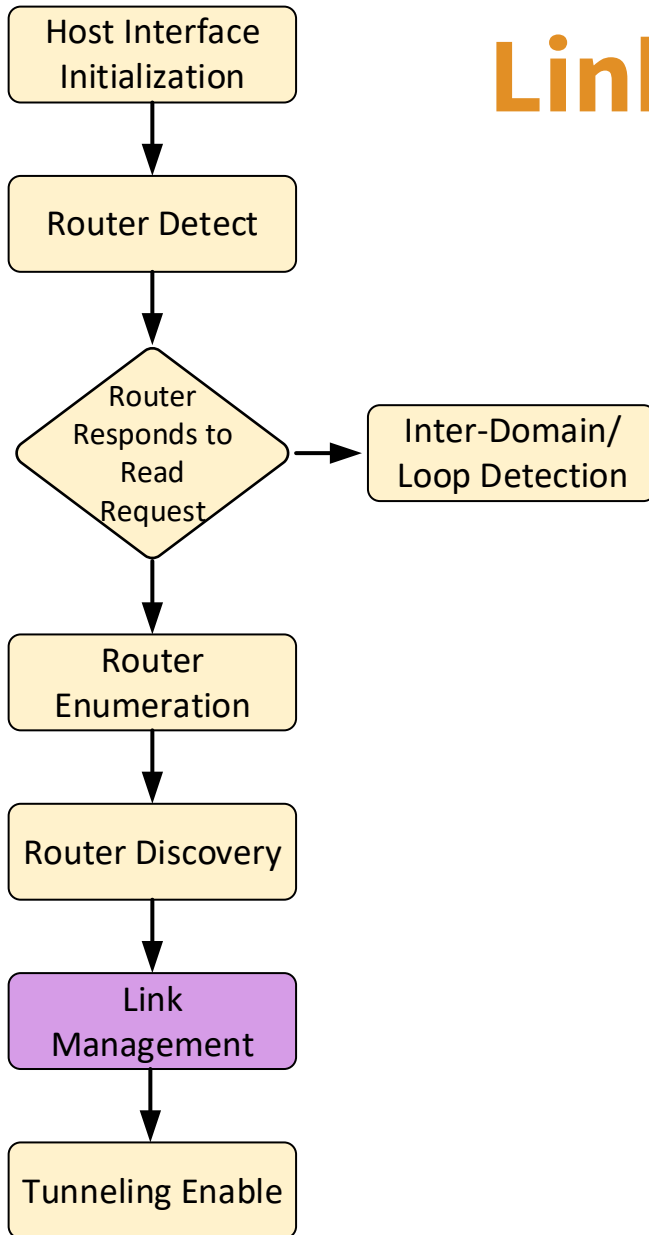 Host Interface
Initialization
Link
Router Detect
Router
Responds to
Read
Request
Inter-Domain/
Loop Detection
Router
Enumeration
Router Discovery
Link
Management
Tunneling Enable